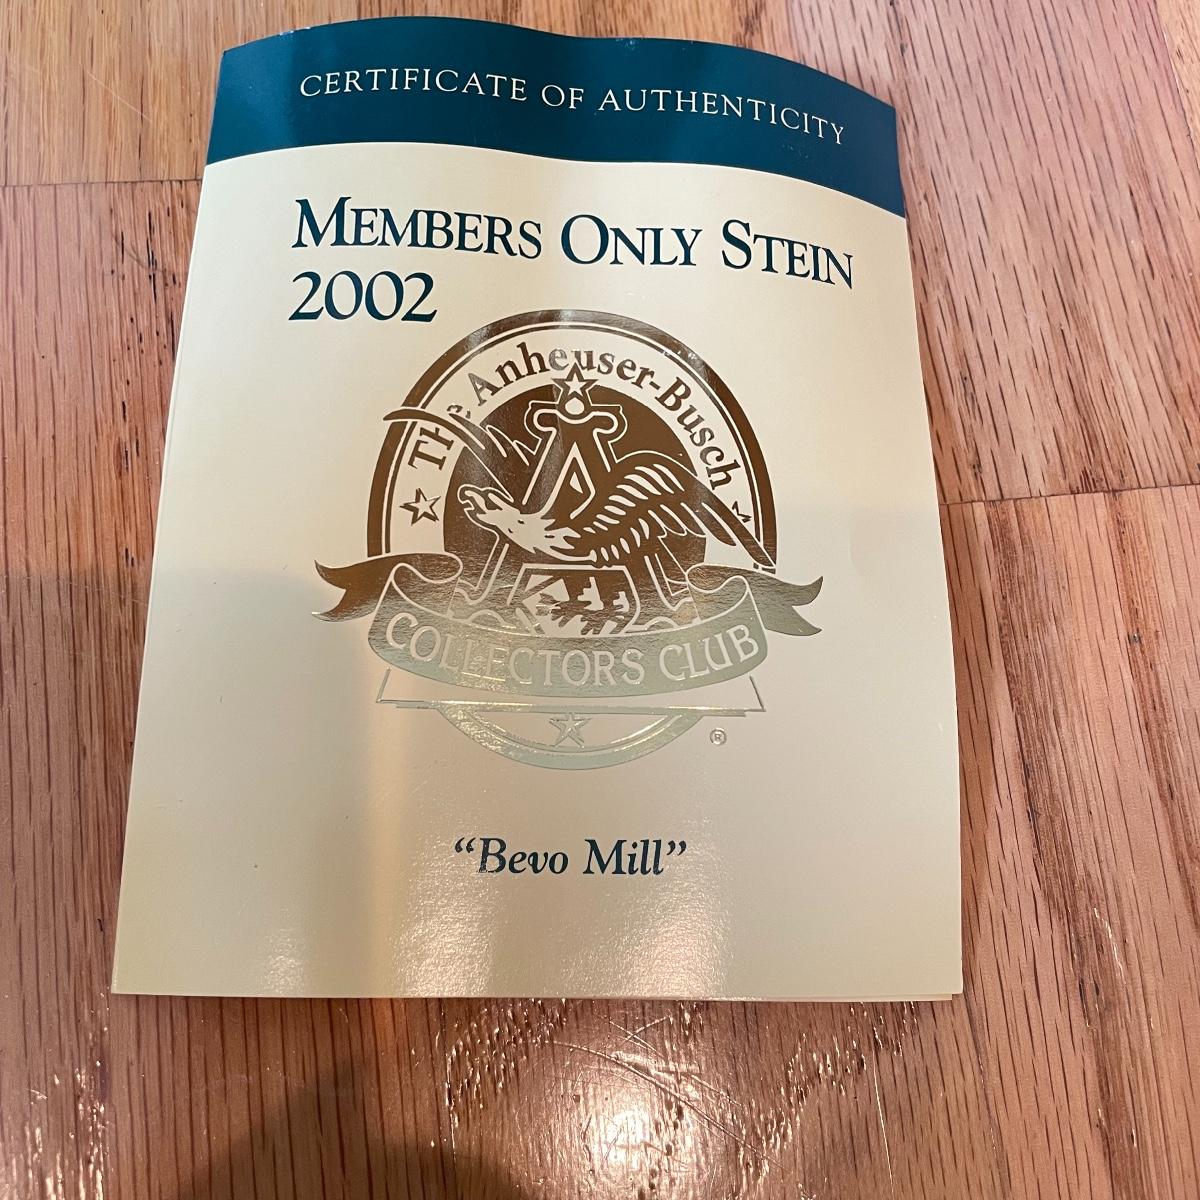 CERTIFICATE OF AUTHENTICITY
MEMBERS ONLY STEIN
2002
The Anheuser-Busch
COLLECTORS CLUB
®
“Bevo Mill”